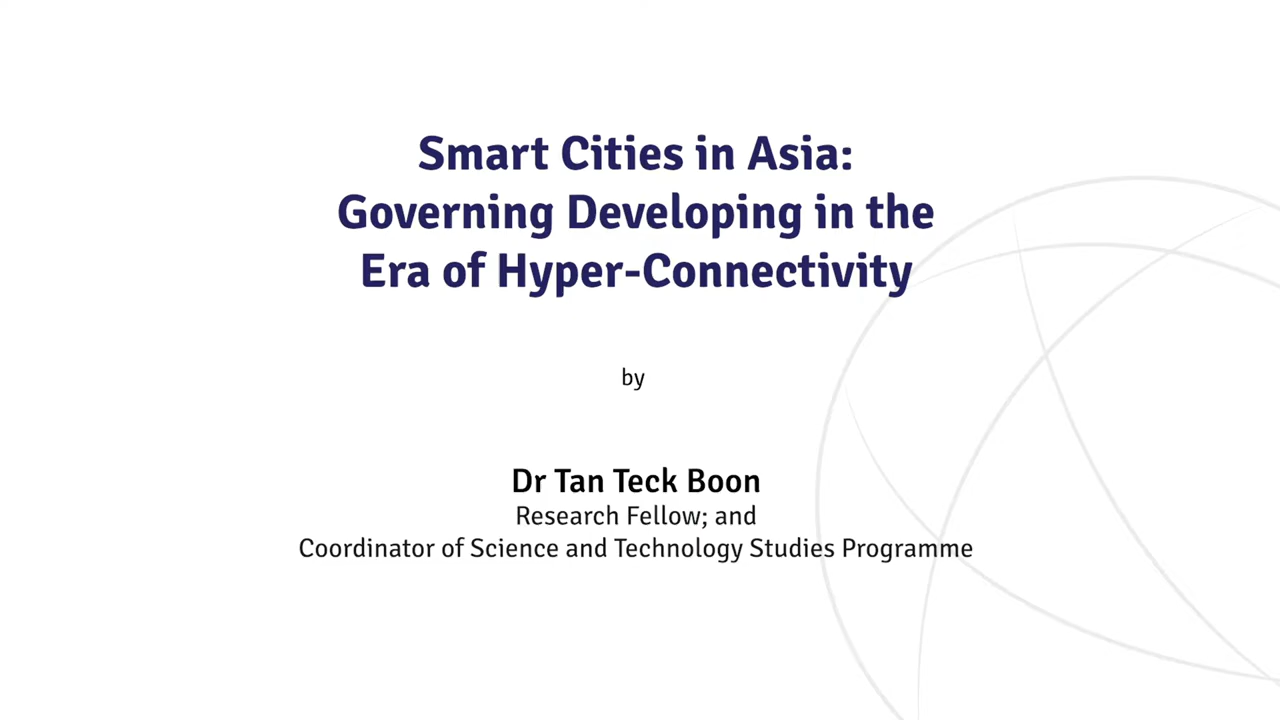 Smart Cities in Asia:
Governing Developing in the
Era of Hyper-Connectivity
by
Dr Tan Teck Boon
Research Fellow; and
Coordinator of Science and Technology Studies Programme